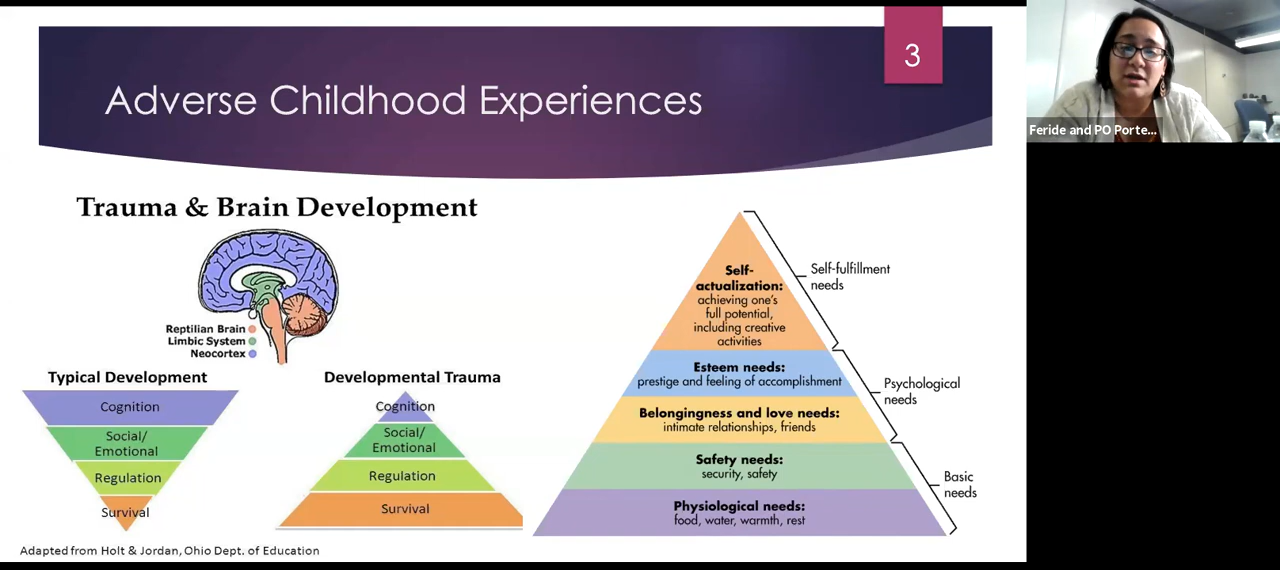 3
Adverse Childhood Experiences
Trauma & Brain Development
Reptilian Brain
Limbic System
Neocortex
Typical Development
Cognition
Social/
Emotional
Regulation
Survival
Developmental Trauma
Cognition
Social/
Emotional
Regulation
Survival
Adapted from Holt & Jordan, Ohio Dept. of Education
Self-
actualization:
achieving one's
full potential,
including creative
activities
Esteem needs:
prestige and feeling of accomplishment
Belongingness and love needs:
intimate relationships, friends
Safety needs:
security, safety
Physiological needs:
food, water, warmth, rest
Self-fulfillment
needs
Psychological
needs
Basic
needs
Feride and PO Porte...